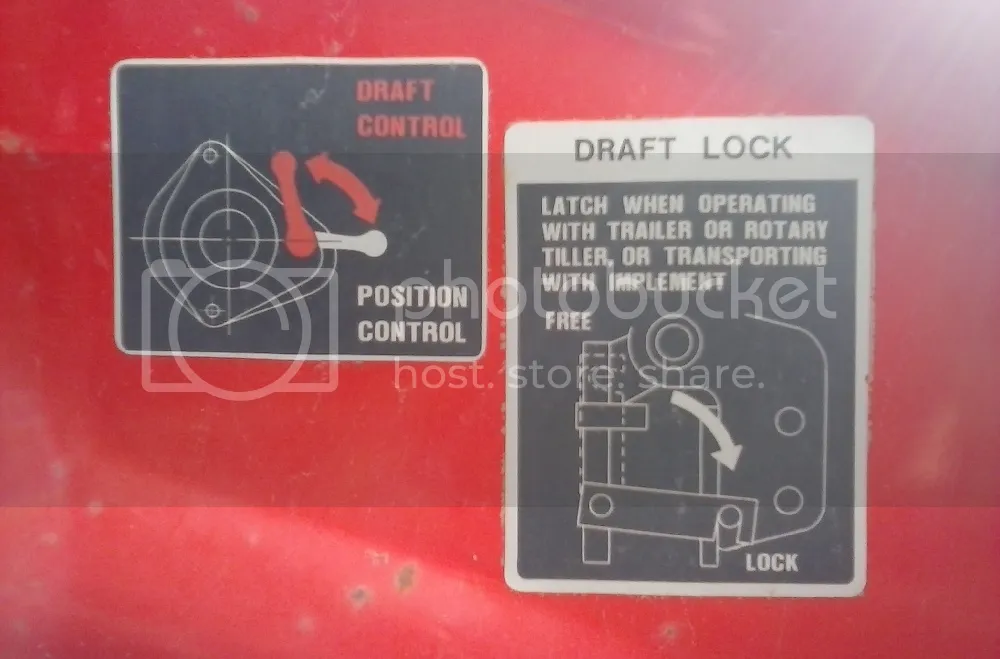 DRAFT
CONTROL
POSITION
CONTROL
DRAFT LOCK
LATCH WHEN OPERATING
WITH TRAILER OR ROTARY
TILLER, OR TRANSPORTING
WITH IMPLEMENT
FREE
LOCK
photobucket
host. store. share.